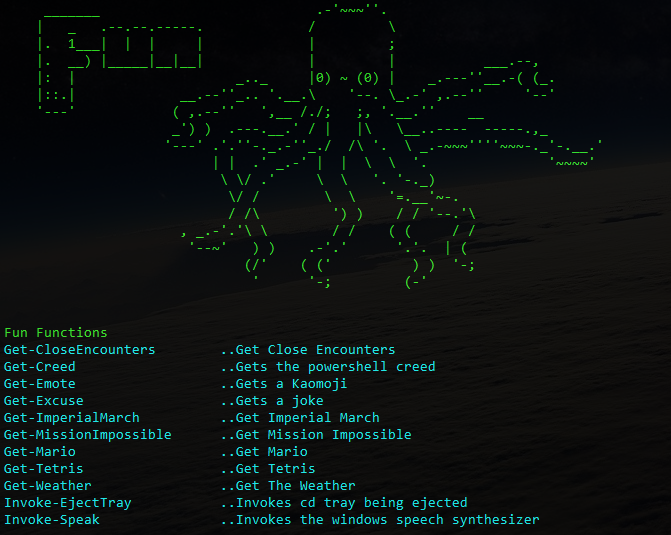 Fun
Fun Functions
Get-CloseEncounters ..Get Close Encounters
Get-Creed ..Gets the powershell creed
Get-Emote ..Gets a Kaomoji
Get-Excuse ..Gets a joke
Get-ImperialMarch ..Get Imperial March
Get-MissionImpossible ..Get Mission Impossible
Get-Mario ..Get Mario
Get-Tetris ..Get Tetris
Get-Weather ..Get The Weather
Invoke-EjectTray ..Invokes cd tray being ejected
Invoke-Speak ..Invokes the windows speech synthesizer